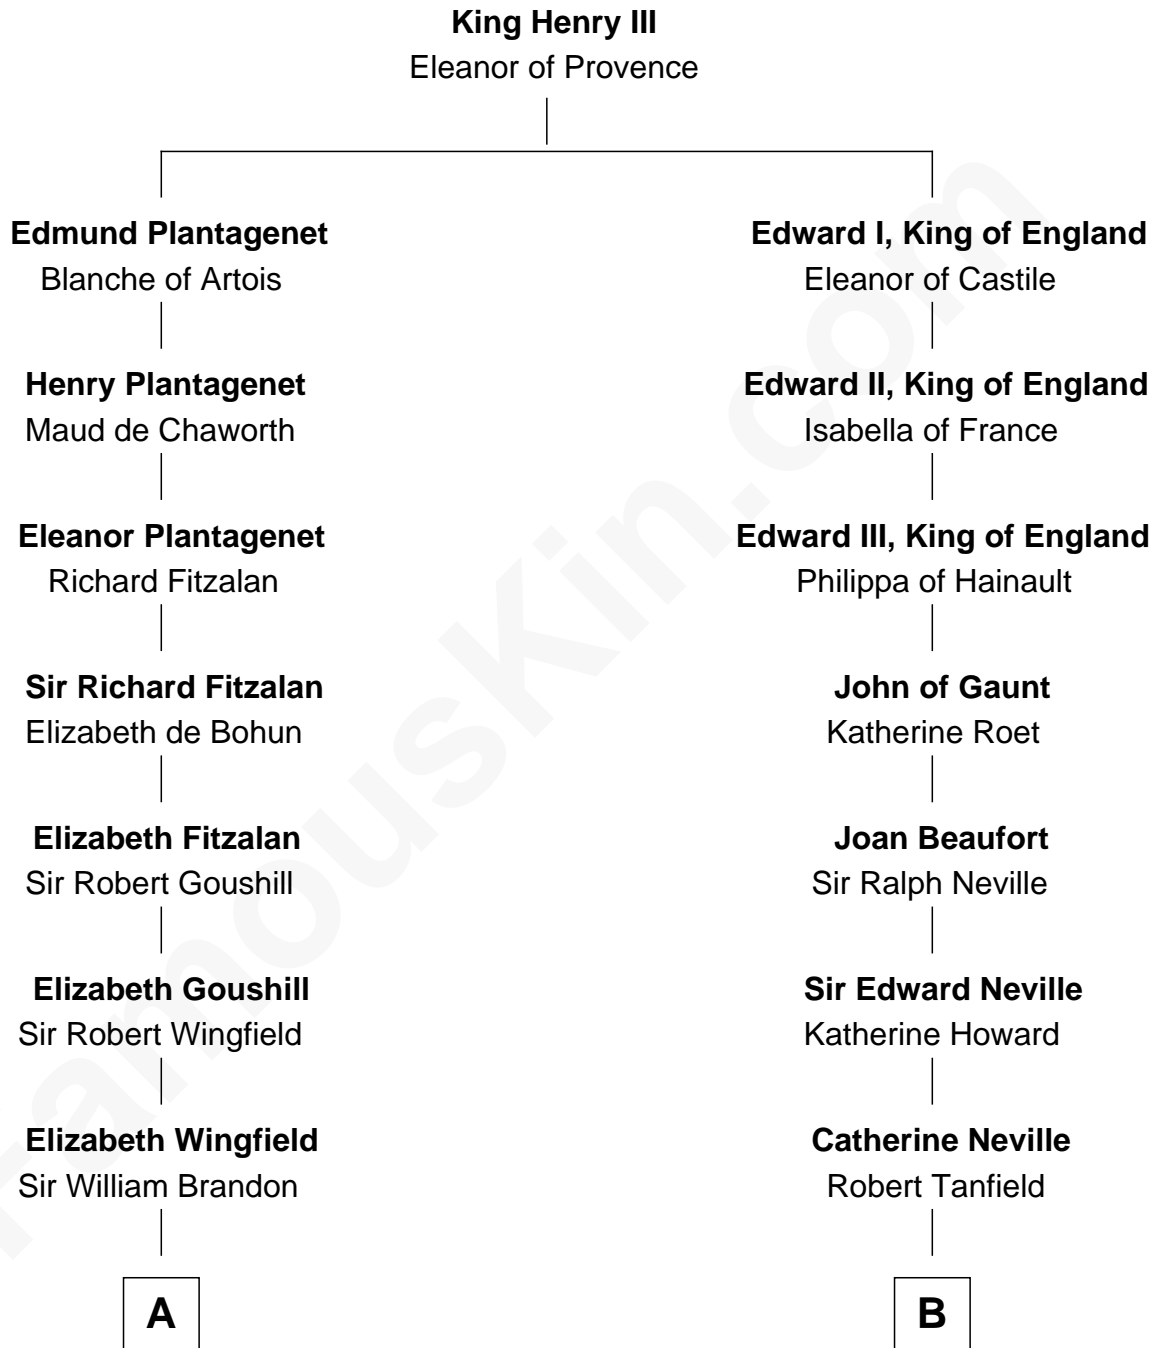 King Henry III
Eleanor of Provence
Edmund Plantagenet
Blanche of Artois
Henry Plantagenet
Maud de Chaworth
Eleanor Plantagenet
Richard Fitzalan
Sir Richard Fitzalan
Elizabeth de Bohun
Elizabeth Fitzalan
Sir Robert Goushill
Elizabeth Goushill
Sir Robert Wingfield
Elizabeth Wingfield
Sir William Brandon
A
Edward I, King of England
Eleanor of Castile
Edward II, King of England
Isabella of France
Edward III, King of England
Philippa of Hainault
John of Gaunt
Katherine Roet
Joan Beaufort
Sir Ralph Neville
Sir Edward Neville
Katherine Howard
Catherine Neville
Robert Tanfield
B
FamousKin.com